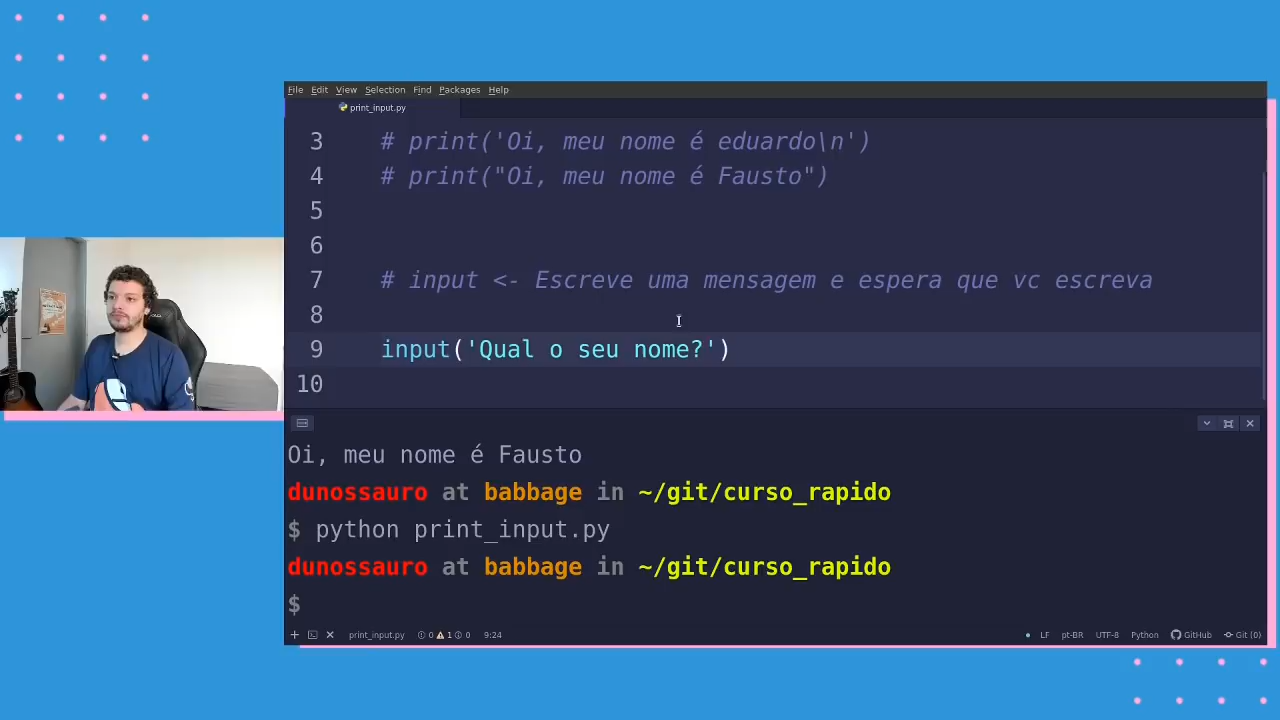 File Edit View Selection Find Packages Help
print_input.py
3 # print('Oi, meu nome é eduardo\n')
4 # print("Oi, meu nome é Fausto")
5
6
7 # input <- Escreve uma mensagem e espera que vc escreva
8
9 input('Qual o seu nome?')
10
Oi, meu nome é Fausto
dunossauro at babbage in ~/git/curso_rapido
$ python print_input.py
dunossauro at babbage in ~/git/curso_rapido
$
print_input.py 0 1 0 9:24 LF pt-BR UTF-8 Python GitHub Git (0)